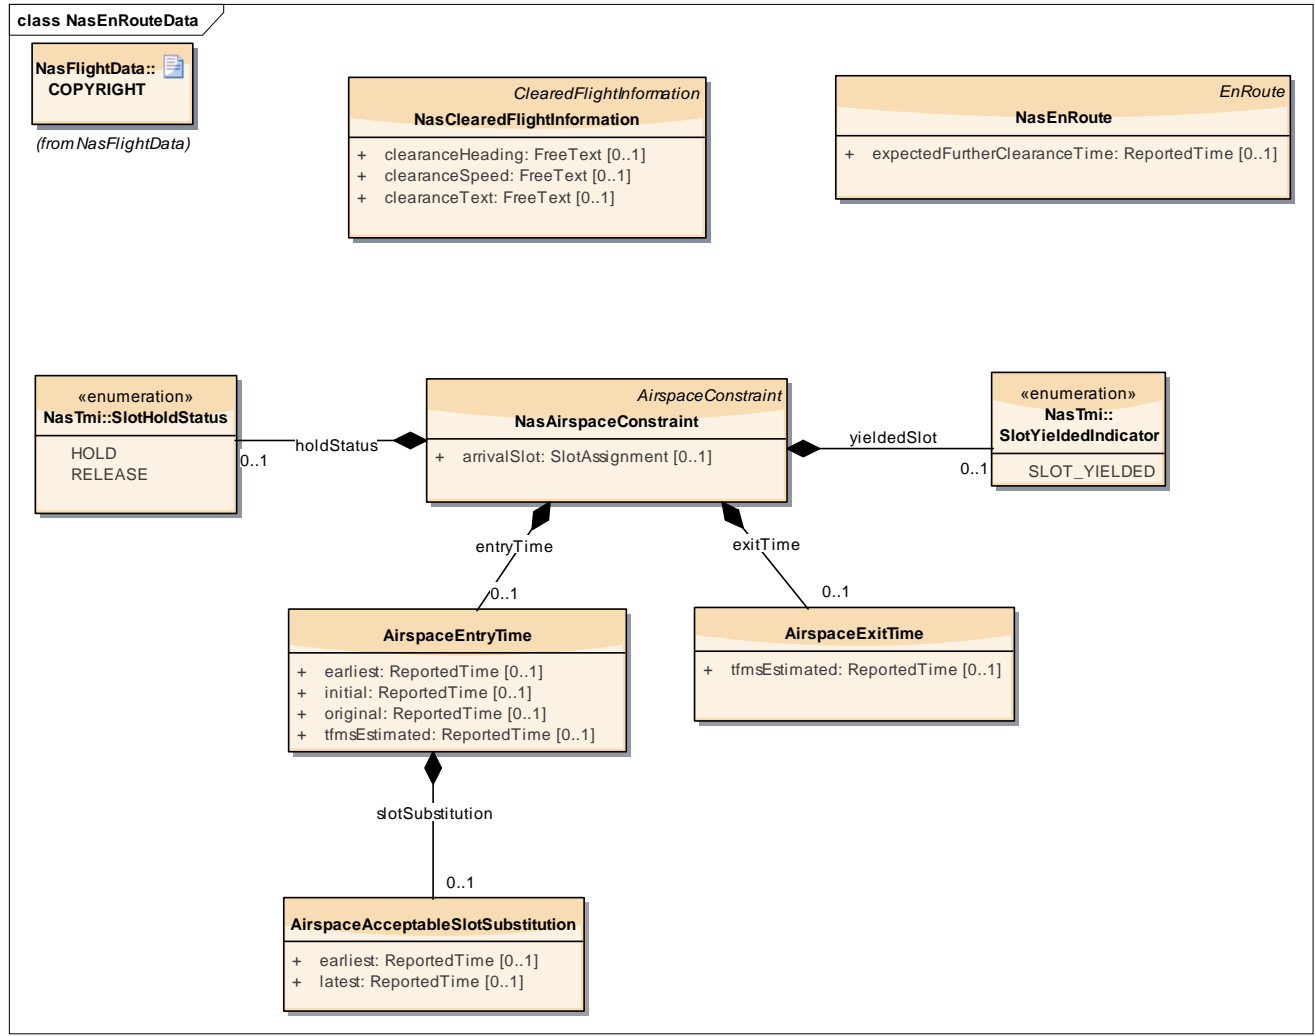 class NasEnRouteData
NasFlightData::
COPYRIGHT
(from NasFlightData)
ClearedFlightInformation
NasClearedFlightInformation
+ clearanceHeading: FreeText [0..1]
+ clearanceSpeed: FreeText [0..1]
+ clearanceText: FreeText [0..1]
EnRoute
NasEnRoute
+ expectedFurtherClearanceTime: ReportedTime [0..1]
«enumeration»
NasTmi::SlotHoldStatus
HOLD
RELEASE
holdStatus
0..1
AirspaceConstraint
NasAirspaceConstraint
+ arrivalSlot: SlotAssignment [0..1]
yieldedSlot
0..1
«enumeration»
NasTmi::
SlotYieldedIndicator
SLOT_YIELDED
entryTime
0..1
exitTime
0..1
AirspaceEntryTime
+ earliest: ReportedTime [0..1]
+ initial: ReportedTime [0..1]
+ original: ReportedTime [0..1]
+ tfmsEstimated: ReportedTime [0..1]
AirspaceExitTime
+ tfmsEstimated: ReportedTime [0..1]
slotSubstitution
0..1
AirspaceAcceptableSlotSubstitution
+ earliest: ReportedTime [0..1]
+ latest: ReportedTime [0..1]